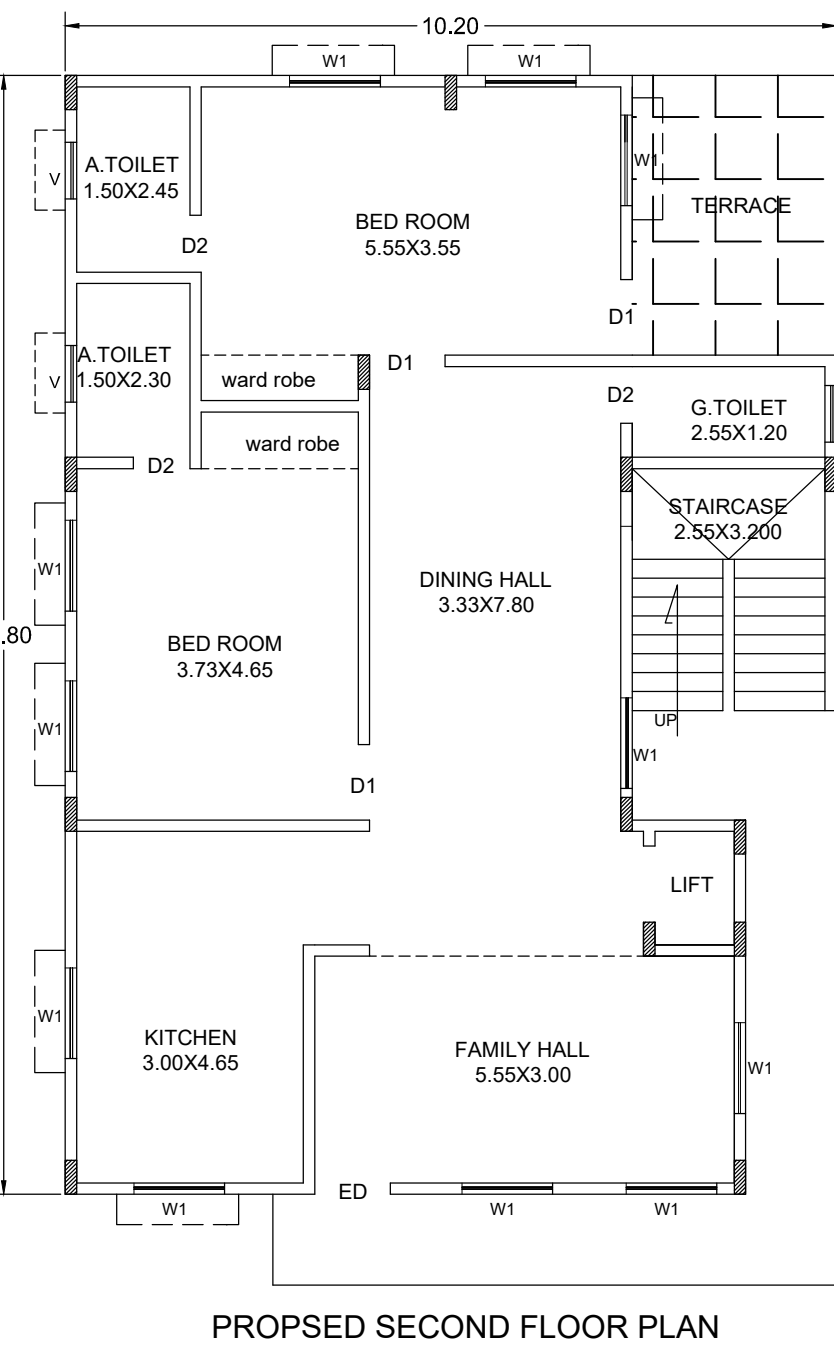 10.20
W1
W1
A.TOILET
1.50X2.45
V
W1
TERRACE
BED ROOM
5.55X3.55
D2
D1
A.TOILET
1.50X2.30
V
ward robe
D1
D2
G.TOILET
2.55X1.20
ward robe
D2
STAIRCASE
2.55X3.200
W1
DINING HALL
3.33X7.80
.80
BED ROOM
3.73X4.65
W1
UP
W1
D1
LIFT
W1
KITCHEN
3.00X4.65
FAMILY HALL
5.55X3.00
W1
ED
W1
W1
W1
PROPSED SECOND FLOOR PLAN